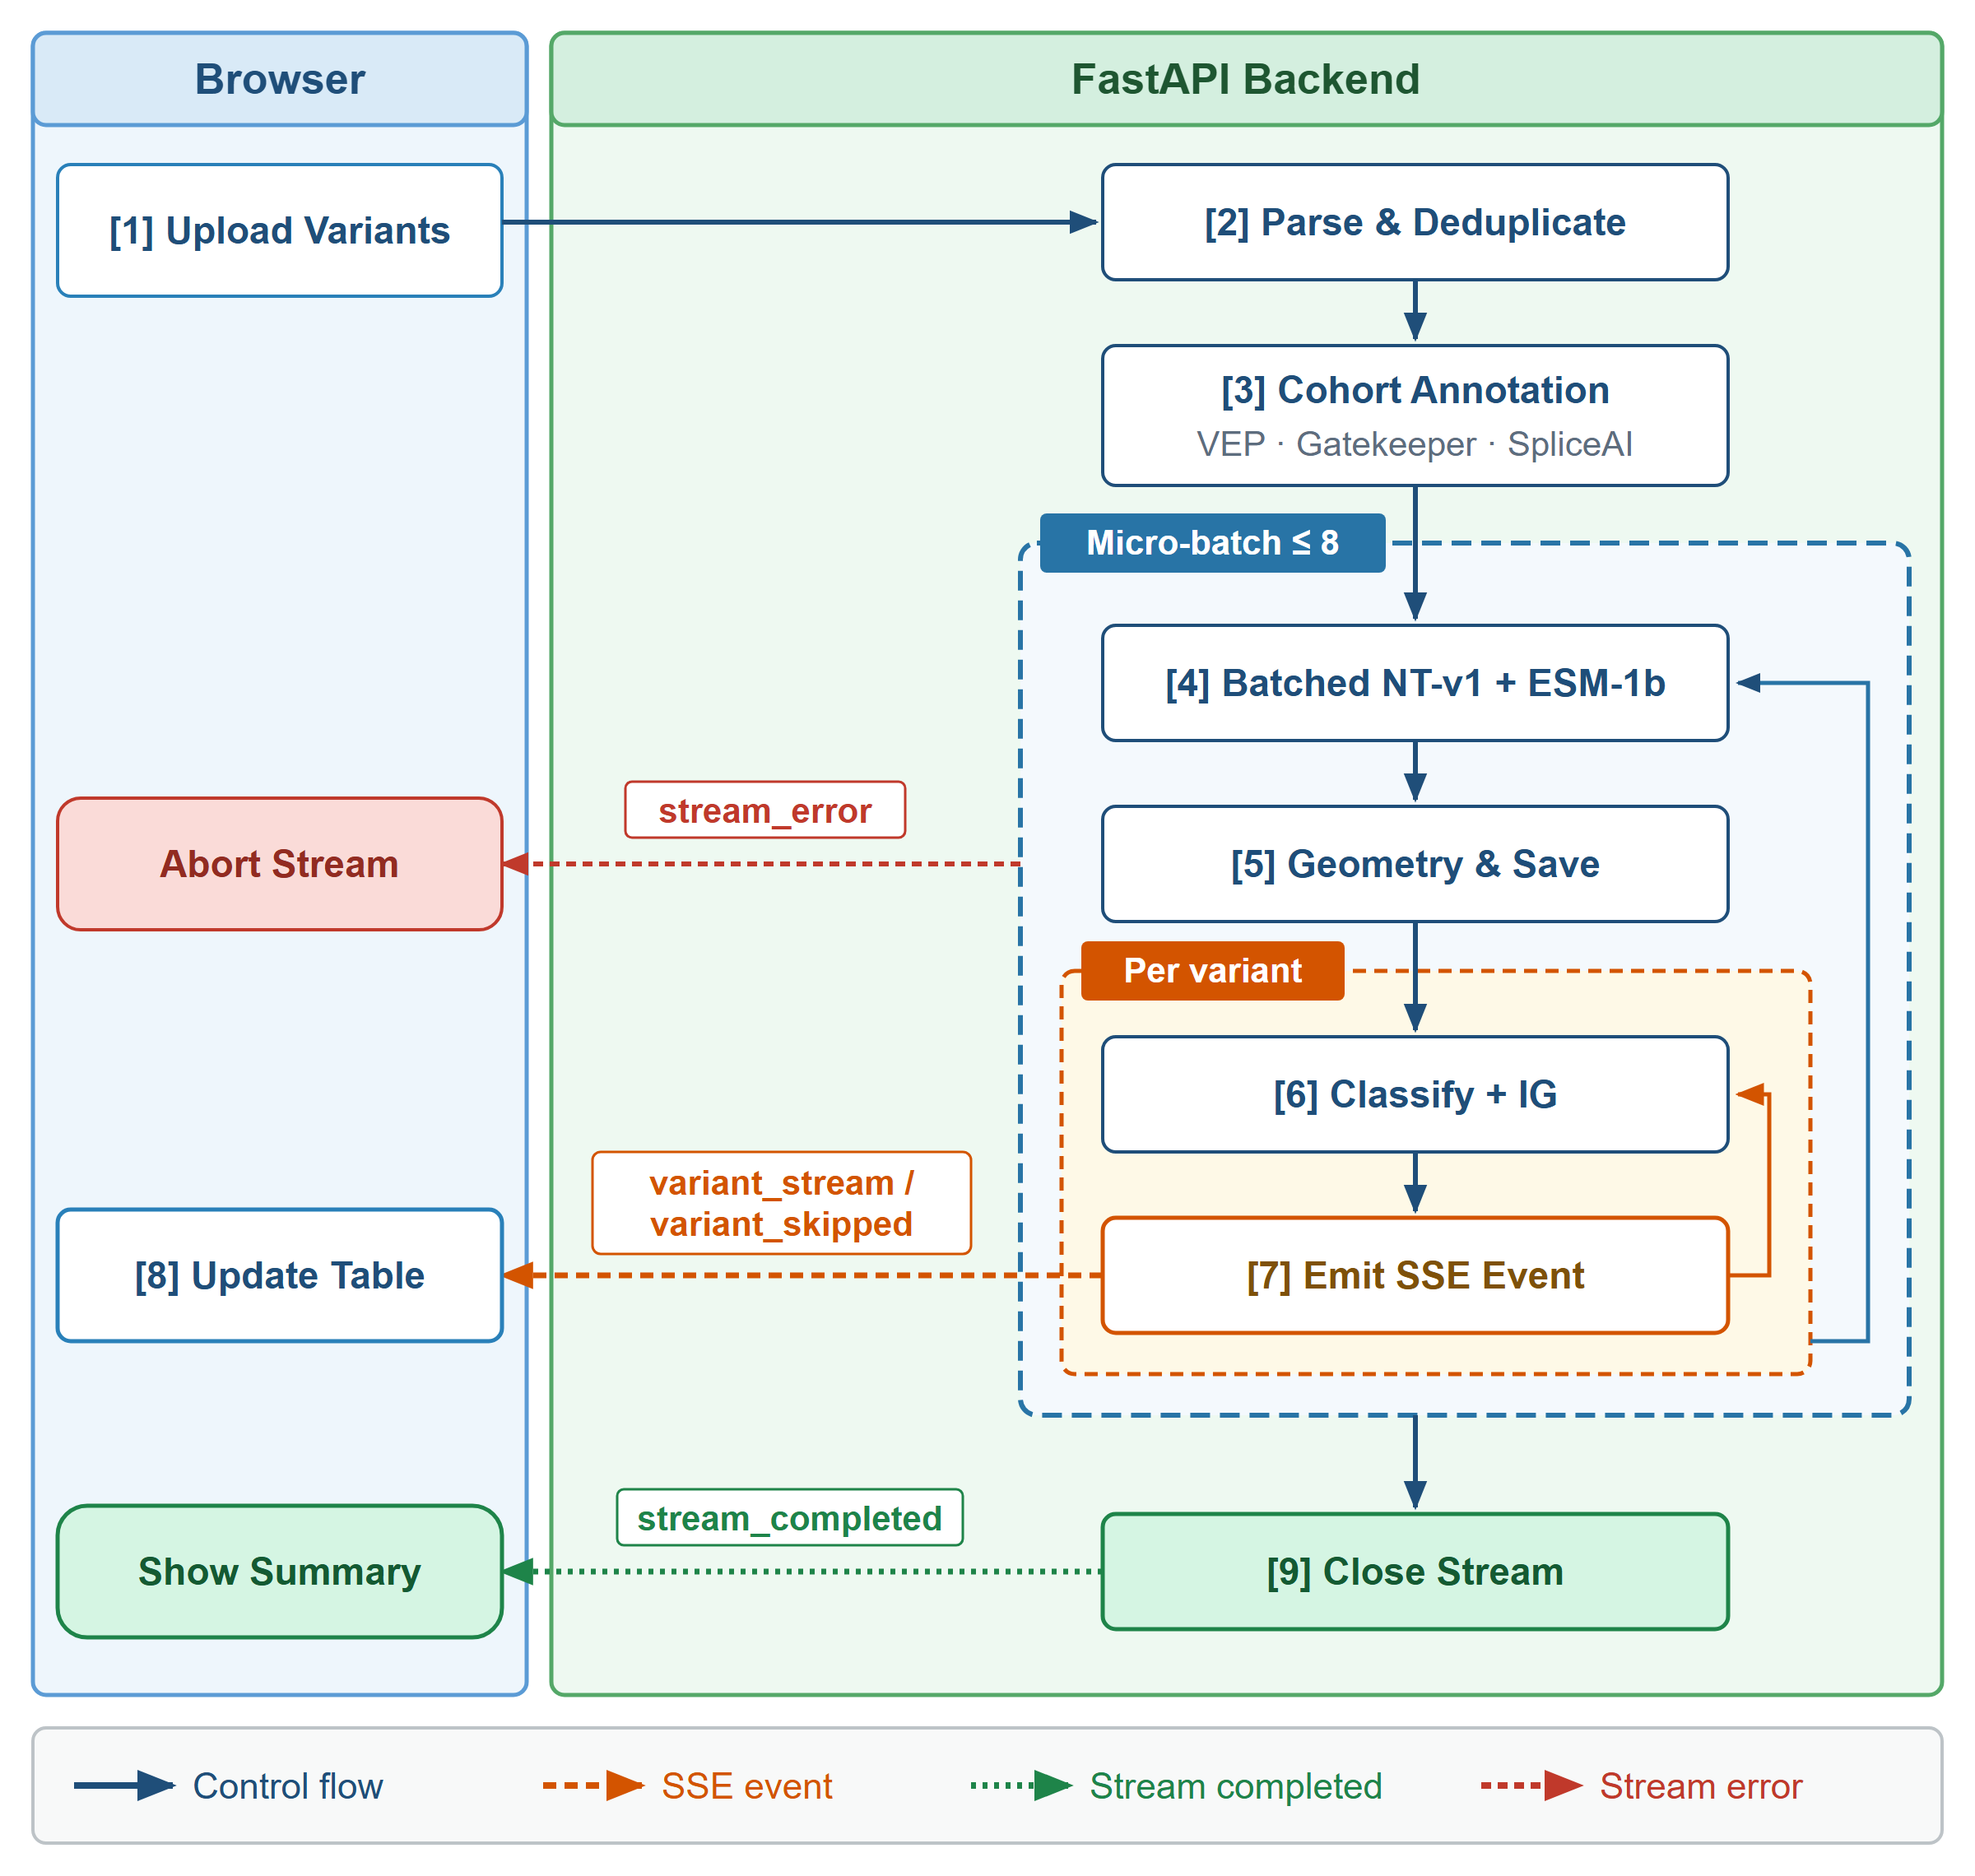 Browser
FastAPI Backend
[1] Upload Variants
[2] Parse & Deduplicate
[3] Cohort Annotation
VEP · Gatekeeper · SpliceAI
Micro-batch ≤ 8
[4] Batched NT-v1 + ESM-1b
stream_error
Abort Stream
[5] Geometry & Save
Per variant
[6] Classify + IG
variant_stream /
variant_skipped
[8] Update Table
[7] Emit SSE Event
stream_completed
Show Summary
[9] Close Stream
Control flow
SSE event
Stream completed
Stream error